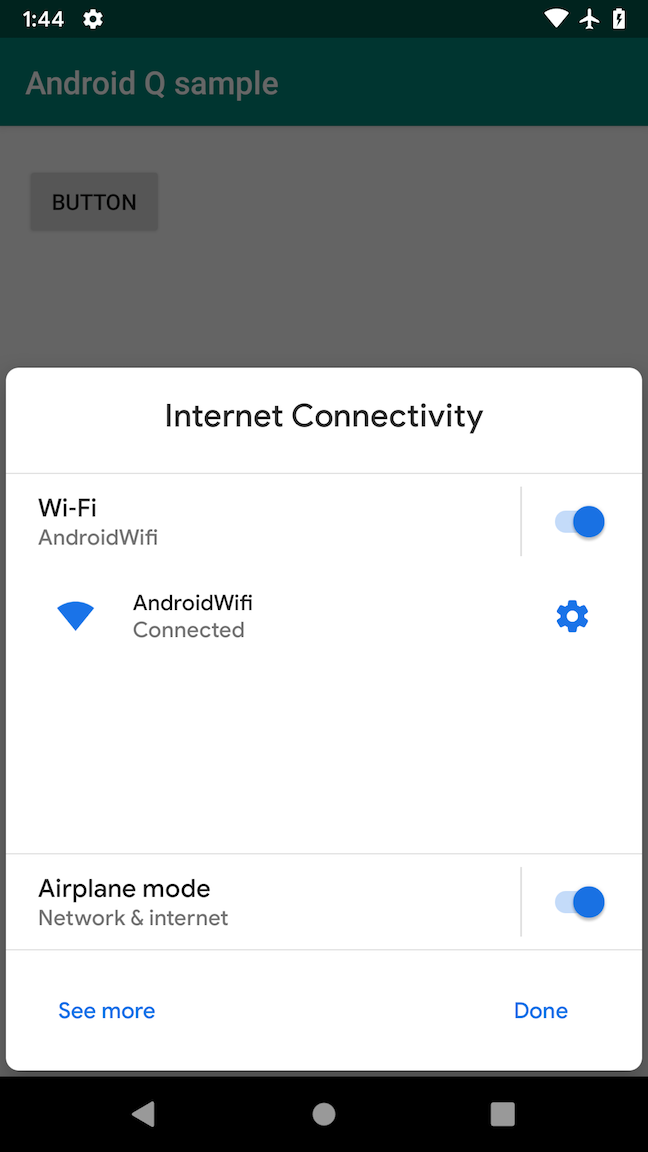 1:44
Android Q sample
BUTTON
Internet Connectivity
Wi-Fi
AndroidWifi
AndroidWifi
Connected
Airplane mode
Network & internet
See more
Done